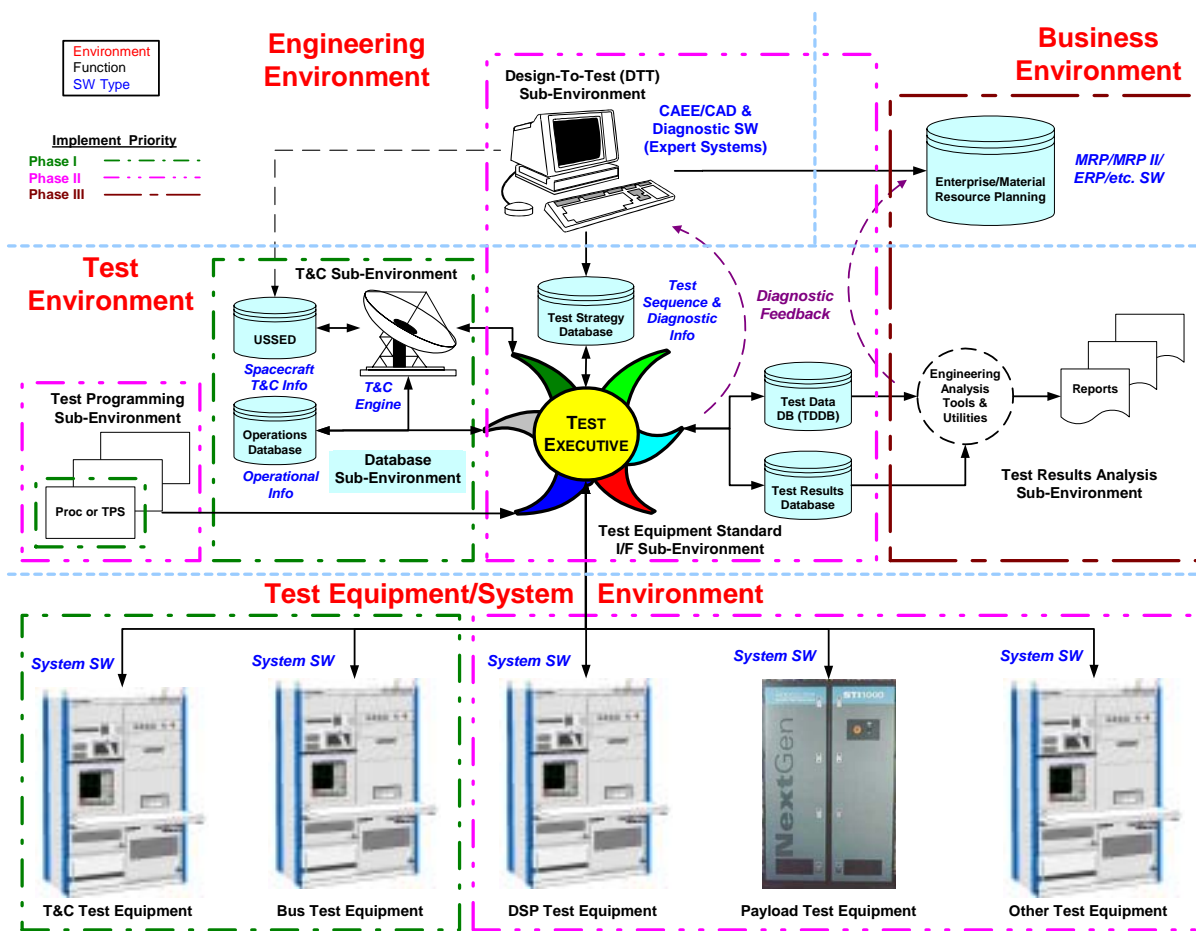 Environment
Function
SW Type
Implement Priority
Phase I
Phase II
Phase III
Engineering
Environment
Design-To-Test (DTT)
Sub-Environment
CAEE/CAD &
Diagnostic SW
(Expert Systems)
Business
Environment
Enterprise/Material
Resource Planning
MRP/MRP II/
ERP/etc. SW
Test
Environment
T&C Sub-Environment
USSED
Spacecraft
T&C Info
T&C
Engine
Operations
Database
Operational
Info
Database
Sub-Environment
Test Programming
Sub-Environment
Proc or TPS
Test Strategy
Database
Test
Sequence &
Diagnostic
Info
Diagnostic
Feedback
TEST
EXECUTIVE
Test Data
DB (TDDB)
Test Results
Database
Engineering
Analysis
Tools &
Utilities
Reports
Test Results Analysis
Sub-Environment
Test Equipment Standard
I/F Sub-Environment
Test Equipment/System Environment
System SW
System SW
System SW
System SW
System SW
STI1000
NextGen
T&C Test Equipment
Bus Test Equipment
DSP Test Equipment
Payload Test Equipment
Other Test Equipment